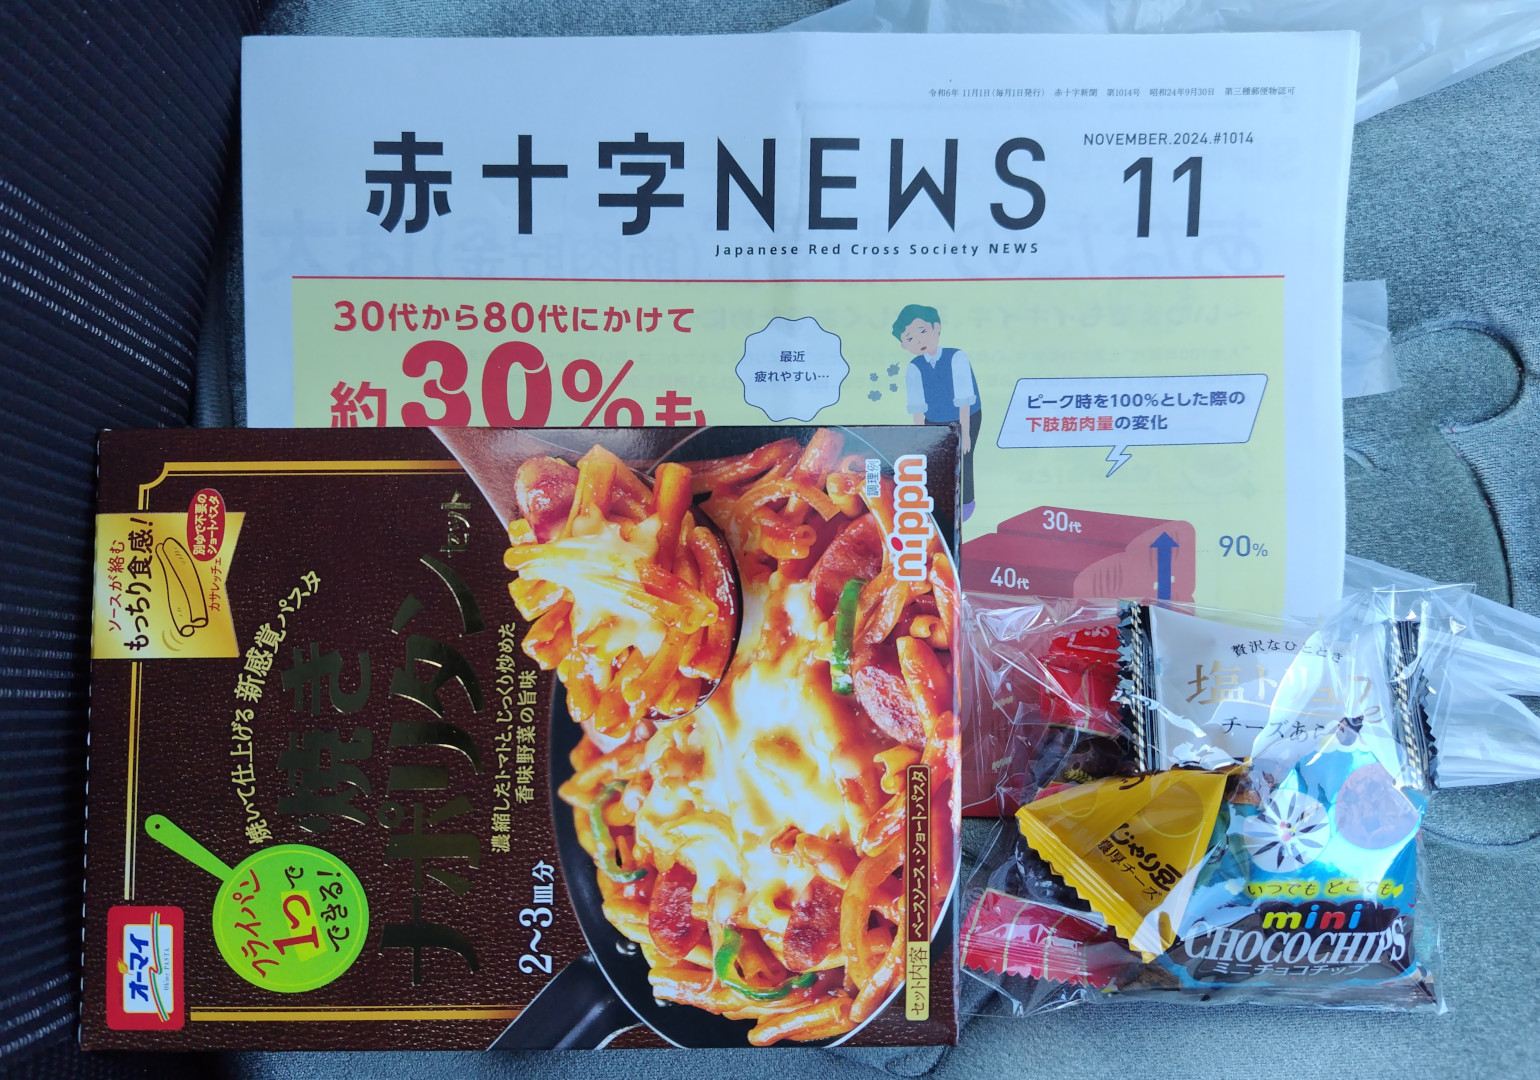 令和6年 11月1日(毎月1日発行) 赤十字新聞 第1014号 昭和24年9月30日 第三種郵便物認可
赤十字NEWS
NOVEMBER.2024.#1014
11
Japanese Red Cross Society NEWS
30代から80代にかけて
約30%も
最近
疲れやすい…
ピーク時を100%とした際の
下肢筋肉量の変化
30代
90%
40代
ソースが絡む
もっちり食感!
別ゆで不要の
ショートパスタ
カサレッチェ
焼いて仕上げる 新感覚パスタ
焼き
ナポリタンセット
濃縮したトマトと、じっくり炒めた
香味野菜の旨味
フライパン
1つで
できる!
2〜3皿分
オーマイ
Oh'my PASTA
調理例
nippn
セット内容 ベースソース・ショートパスタ
贅沢なひととき
塩トリュフ
チーズあられ
じゃり豆
濃厚チーズ
いつでも どこでも
mini
CHOCOCHIPS
ミニチョコチップ